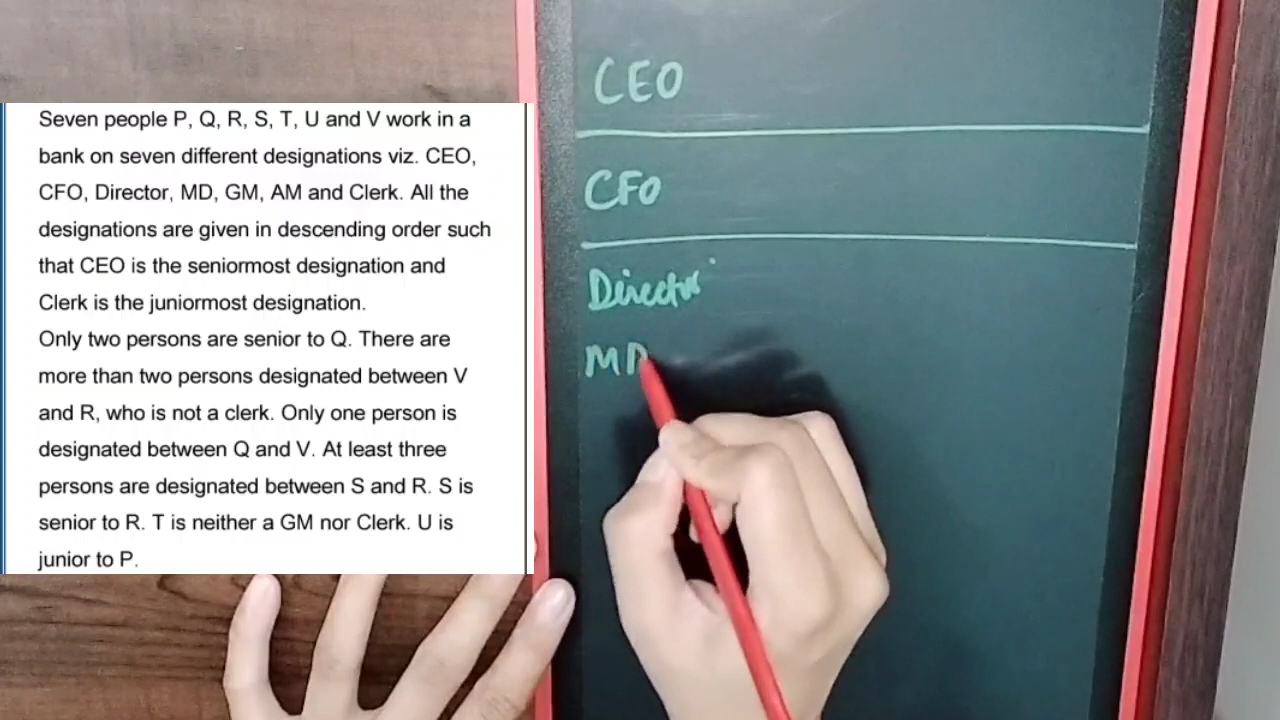 Seven people P, Q, R, S, T, U and V work in a
bank on seven different designations viz. CEO,
CFO, Director, MD, GM, AM and Clerk. All the
designations are given in descending order such
that CEO is the seniormost designation and
Clerk is the juniormost designation.
Only two persons are senior to Q. There are
more than two persons designated between V
and R, who is not a clerk. Only one person is
designated between Q and V. At least three
persons are designated between S and R. S is
senior to R. T is neither a GM nor Clerk. U is
junior to P.
CEO
CFO
Director
MD